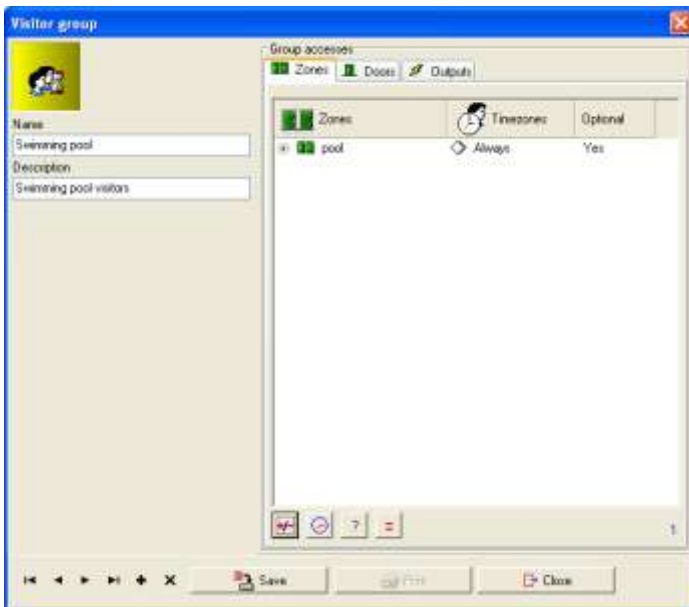 Visitor group
Group accesses
Zones Doors Outputs
Name
Swimming pool
Description
Swimming pool visitors
Zones Timezones Optional
pool Always Yes
+/- ? =
1
Save Print Close